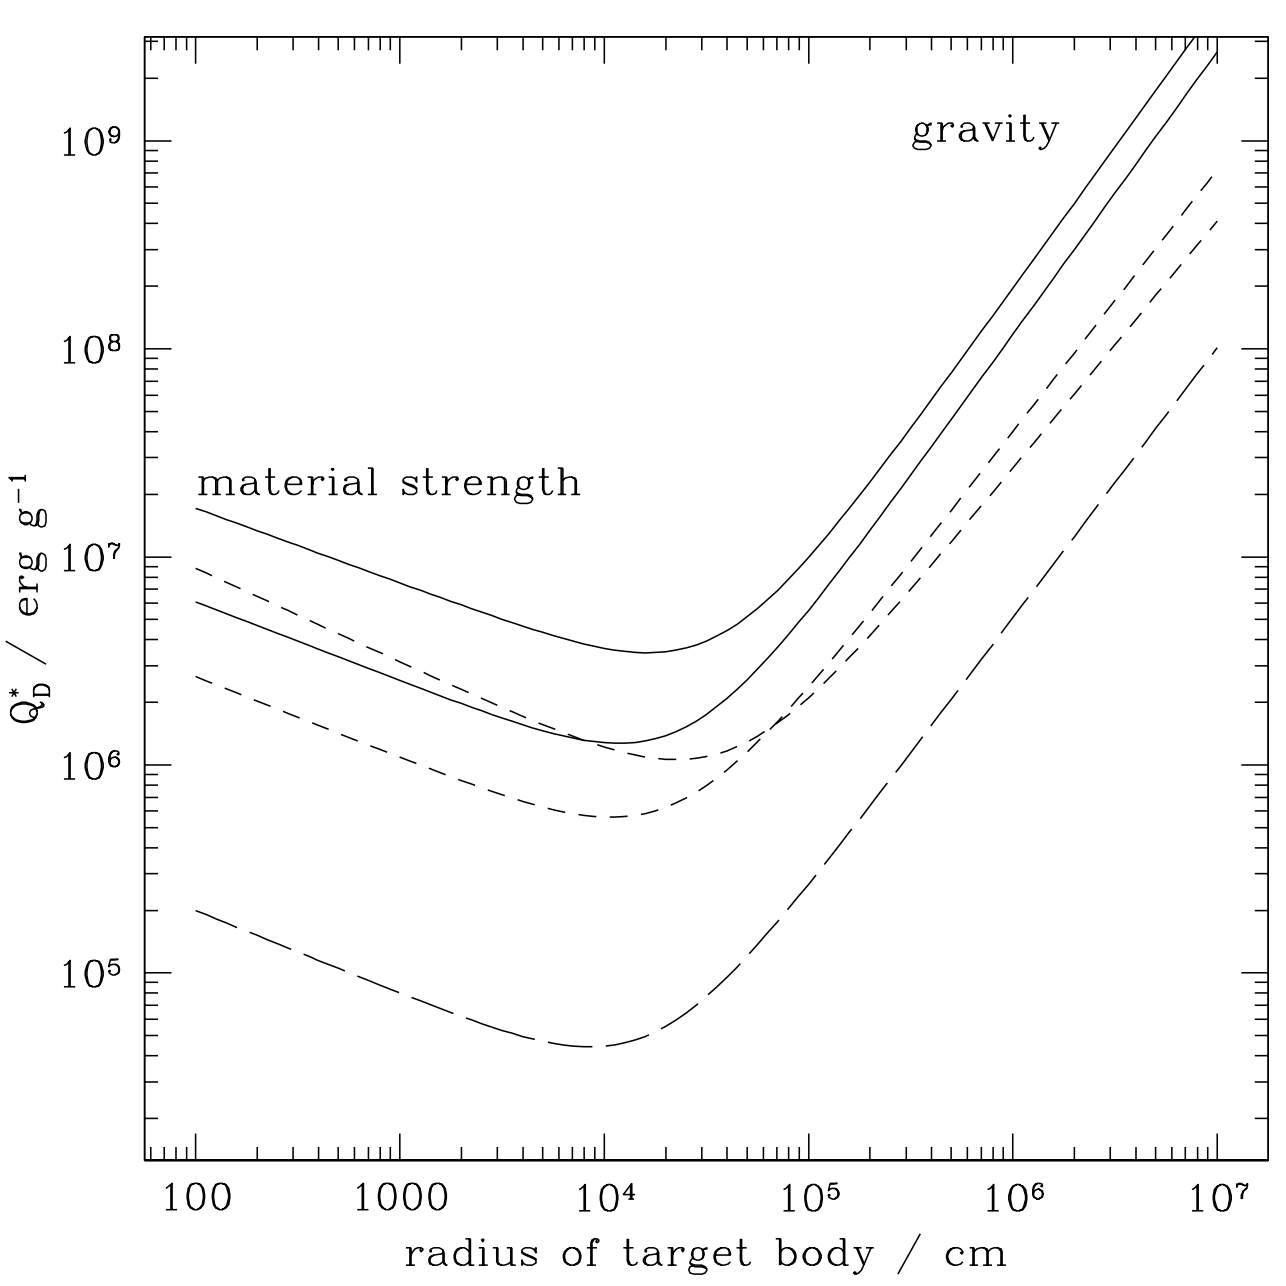 gravity
material strength
Q*D / erg g⁻¹
10⁹
10⁸
10⁷
10⁶
10⁵
100 1000 10⁴ 10⁵ 10⁶ 10⁷
radius of target body / cm